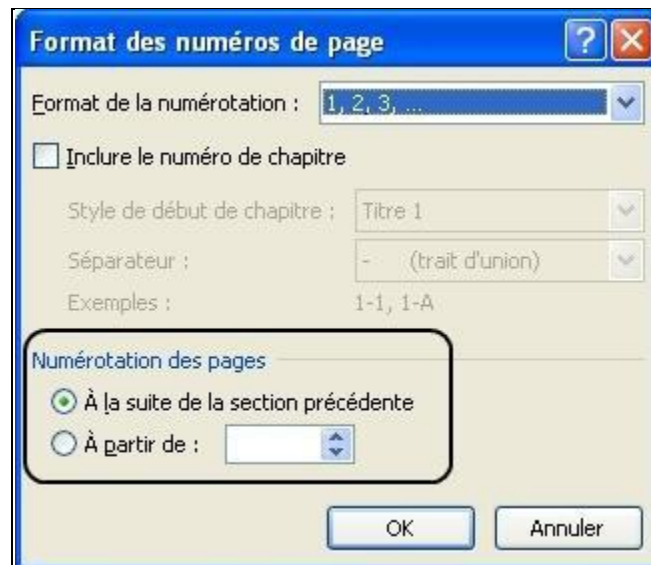 Format des numéros de page
Format de la numérotation : 1, 2, 3, ...
Inclure le numéro de chapitre
Style de début de chapitre : Titre 1
Séparateur : - (trait d'union)
Exemples : 1-1, 1-A
Numérotation des pages
À la suite de la section précédente
À partir de :
OK Annuler